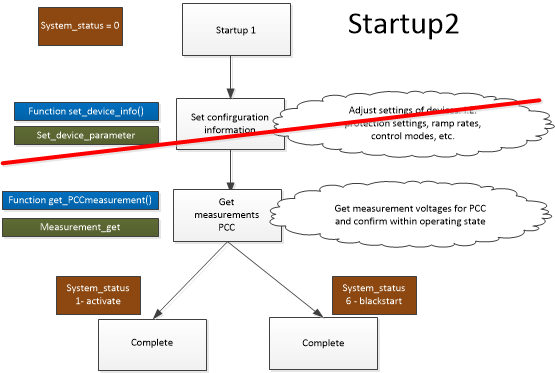 System_status = 0
Startup 1
Startup2
Function set_device_info()
Set_device_parameter
Set confirguration
information
Adjust settings of devices. I.E.
protection settings, ramp rates,
control modes, etc.
Function get_PCCmeasurement()
Measurement_get
Get
measurements
PCC
Get measurement voltages for PCC
and confirm within operating state
System_status
1- activate
System_status
6 - blackstart
Complete
Complete